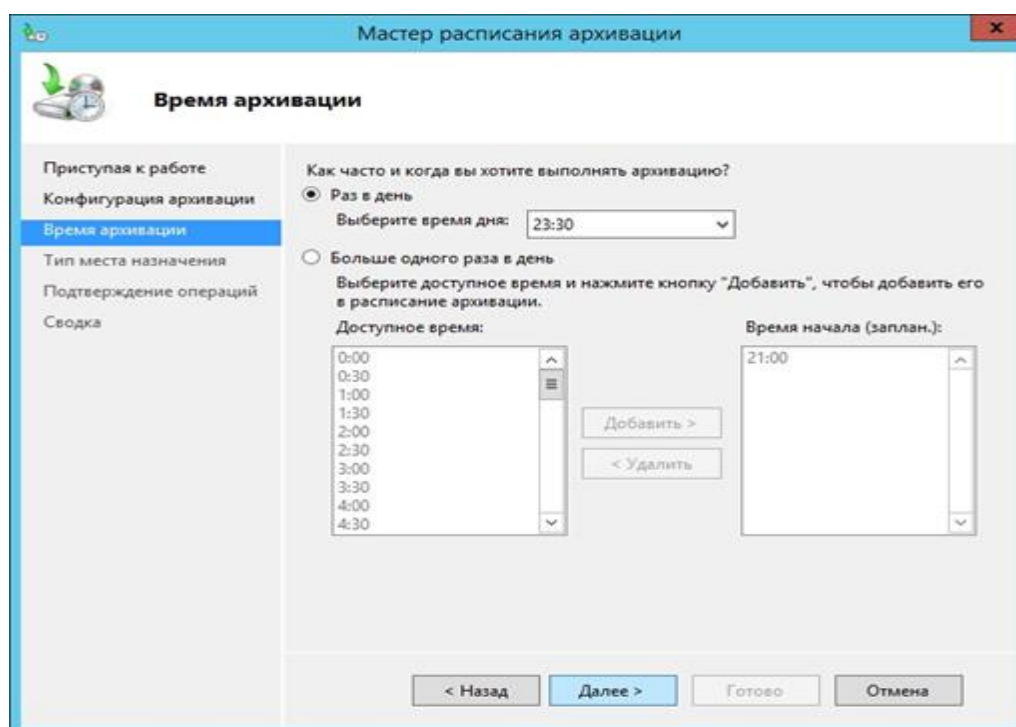 Мастер расписания архивации
Время архивации
Приступая к работе
Конфигурация архивации
Время архивации
Тип места назначения
Подтверждение операций
Сводка
Как часто и когда вы хотите выполнять архивацию?
Раз в день
Выберите время дня: 23:30
Больше одного раза в день
Выберите доступное время и нажмите кнопку "Добавить", чтобы добавить его
в расписание архивации.
Доступное время:
0:00
0:30
1:00
1:30
2:00
2:30
3:00
3:30
4:00
4:30
Добавить >
< Удалить
Время начала (заплан.):
21:00
< Назад
Далее >
Готово
Отмена